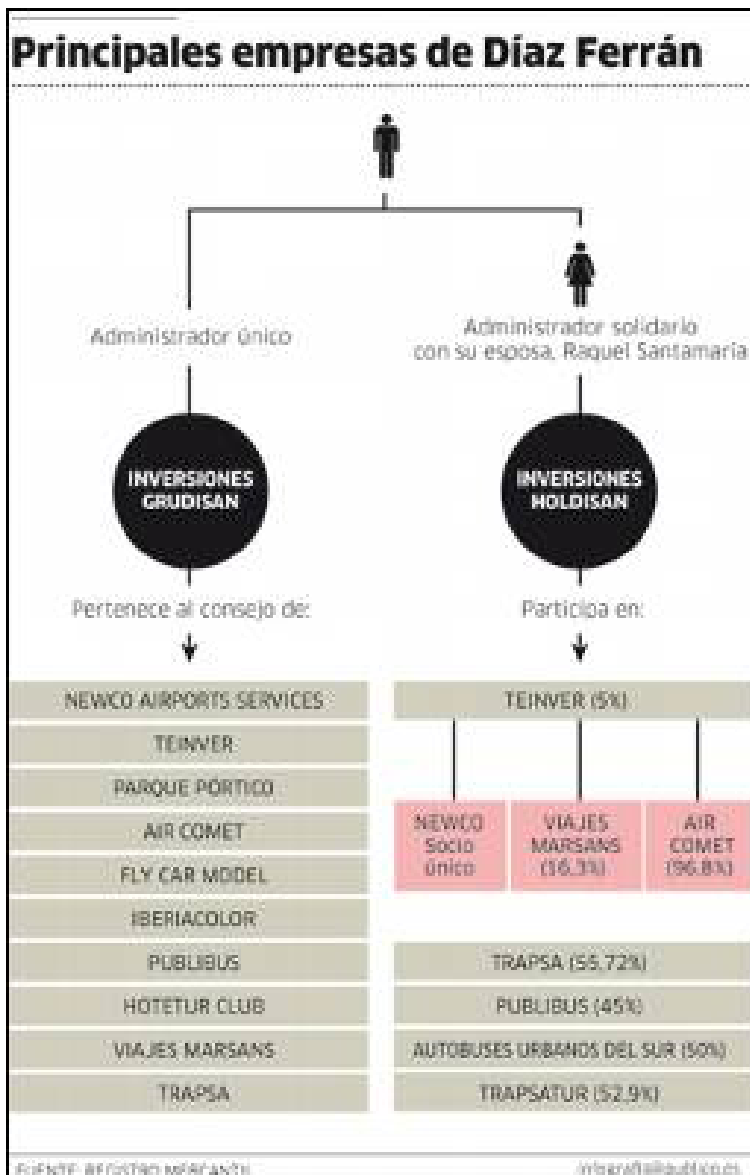 Principales empresas de Díaz Ferrán
Administrador único
Administrador solidario
con su esposa, Raquel Santamaría
INVERSIONES
GRUDISAN
INVERSIONES
HOLDISAN
Pertenece al consejo de:
Participa en:
NEWCO AIRPORTS SERVICES
TEINVER
PARQUE PÓRTICO
AIR COMET
FLY CAR MODEL
IBERIACOLOR
PUBLIBUS
HOTETUR CLUB
VIAJES MARSANS
TRAPSA
TEINVER (5%)
NEWCO
Socio
único
VIAJES
MARSANS
(16,3%)
AIR
COMET
(96,8%)
TRAPSA (55,72%)
PUBLIBUS (45%)
AUTOBUSES URBANOS DEL SUR (50%)
TRAPSATUR (52,9%)
FUENTE: REGISTRO MERCANTIL